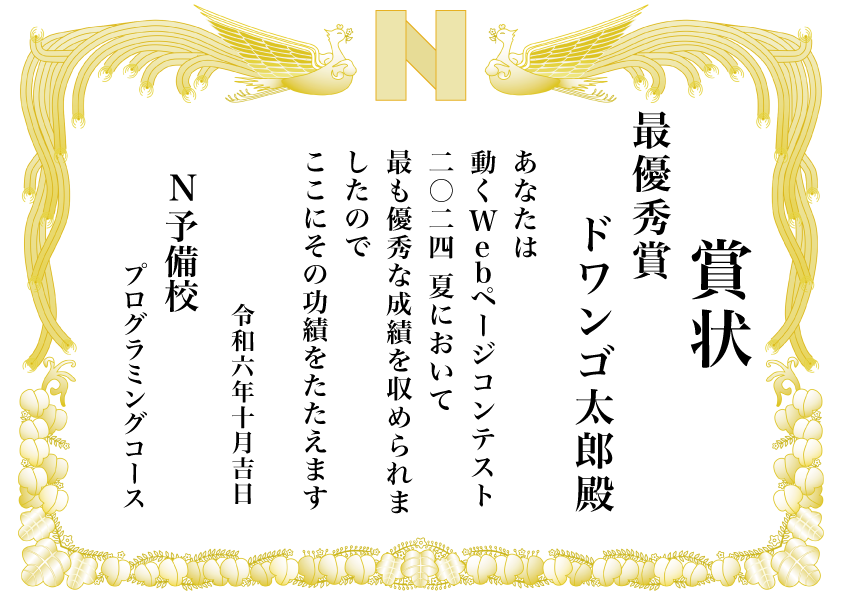 N
賞状
最優秀賞
ドワンゴ太郎殿
あなたは
動くWebページコンテスト
二〇二四 夏において
最も優秀な成績を収められま
したので
ここにその功績をたたえます
令和六年十月吉日
N予備校
プログラミングコース